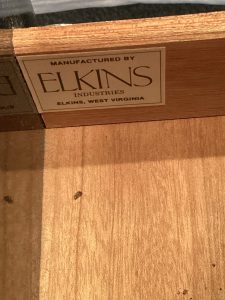 MANUFACTURED BY
ELKINS
INDUSTRIES
ELKINS, WEST VIRGINIA